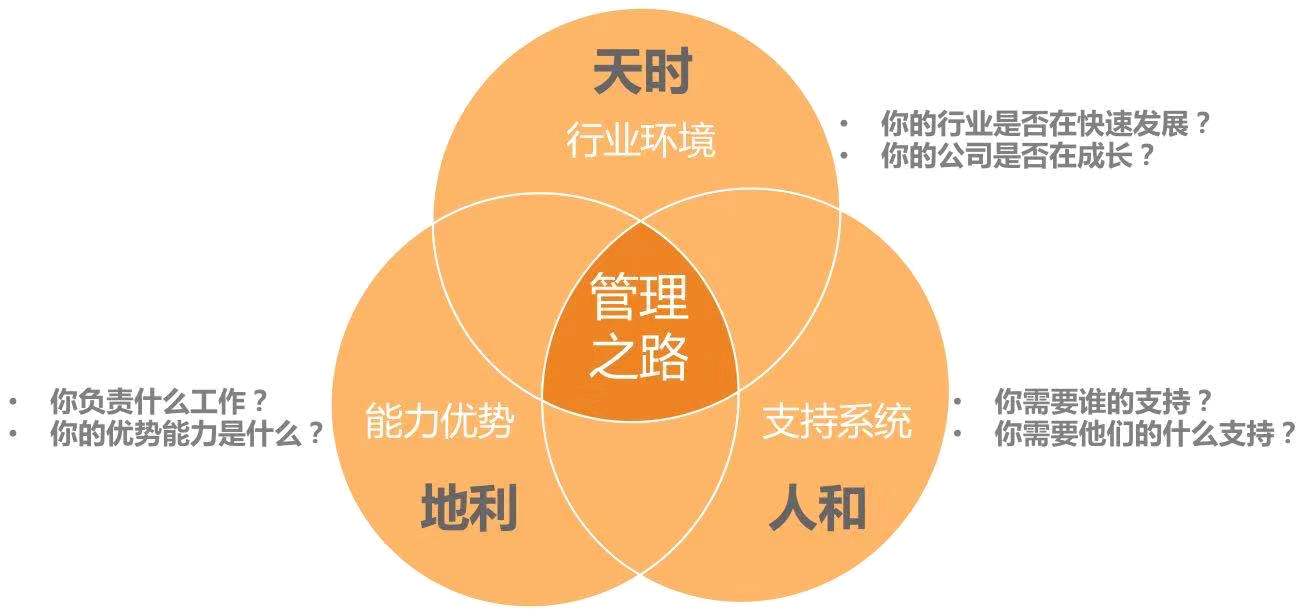 天时
行业环境
• 你的行业是否在快速发展？
• 你的公司是否在成长？
管理
之路
• 你负责什么工作？
• 你的优势能力是什么？
能力优势
地利
支持系统
人和
• 你需要谁的支持？
• 你需要他们的什么支持？